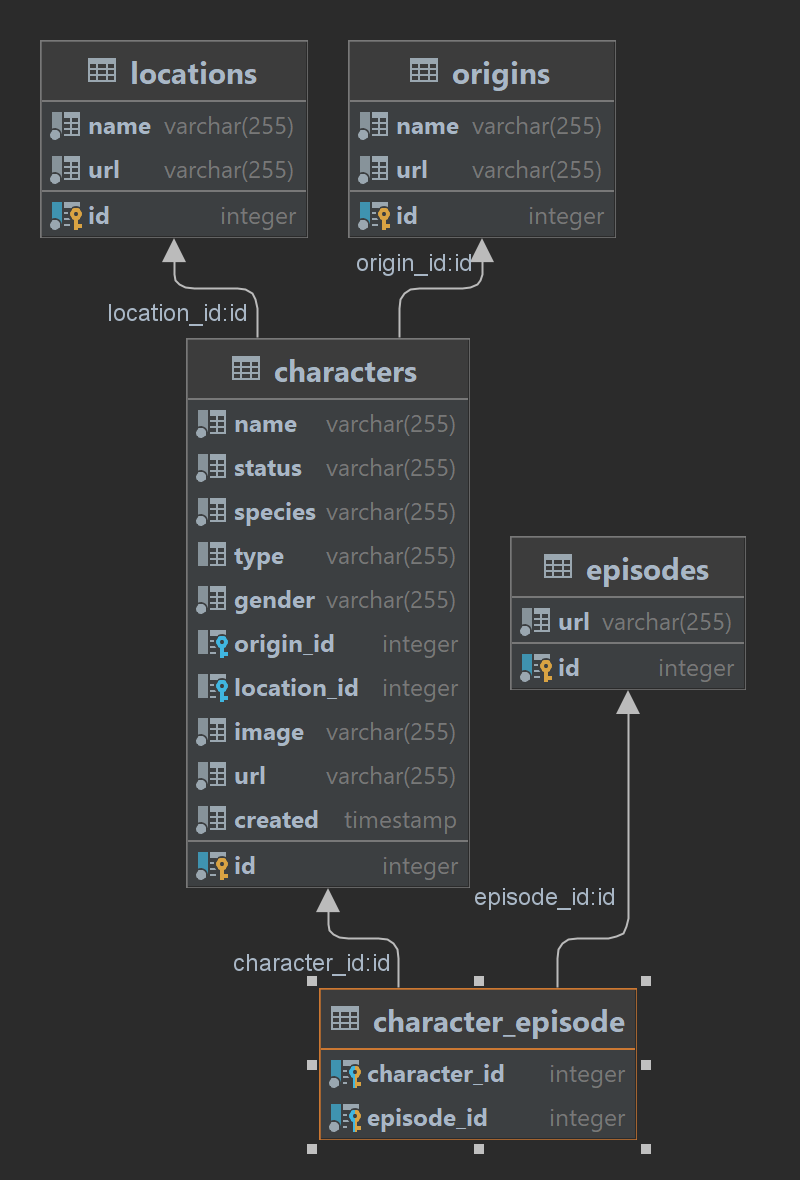 locations
name varchar(255)
url varchar(255)
id integer
origins
name varchar(255)
url varchar(255)
id integer
location_id:id
origin_id:id
characters
name varchar(255)
status varchar(255)
species varchar(255)
type varchar(255)
gender varchar(255)
origin_id integer
location_id integer
image varchar(255)
url varchar(255)
created timestamp
id integer
episodes
url varchar(255)
id integer
character_id:id
episode_id:id
character_episode
character_id integer
episode_id integer